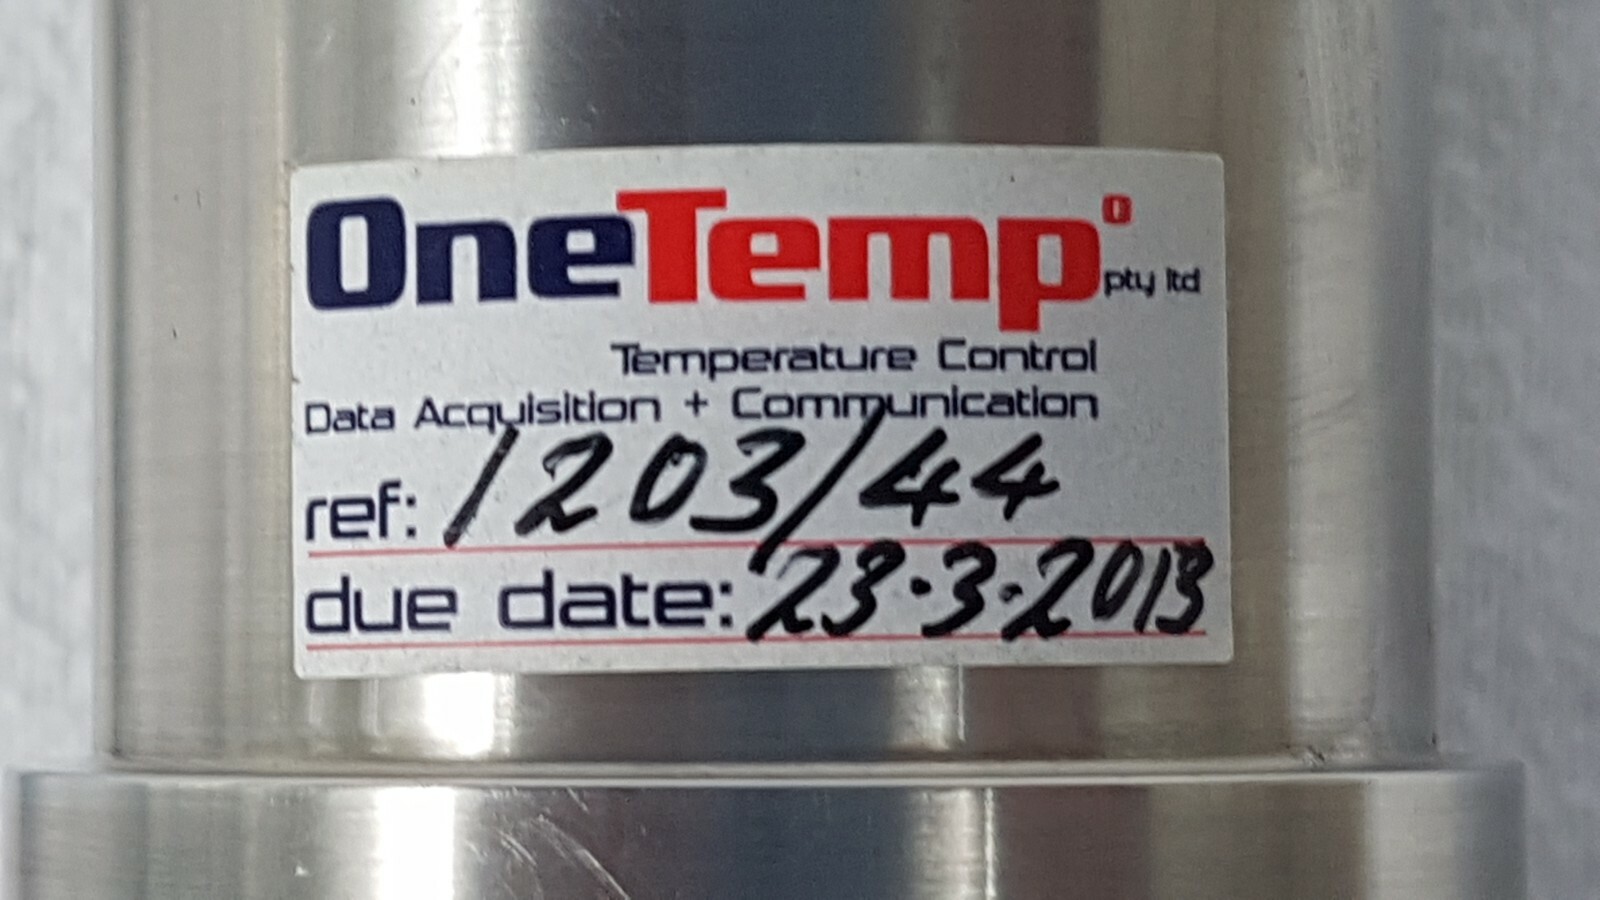 OneTemp°
pty ltd
Temperature Control
Data Acquisition + Communication
ref: 1203/44
due date: 23.3.2013